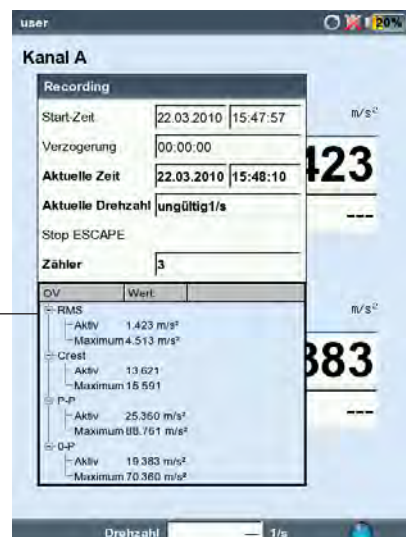 user 20%
Kanal A
Recording
Start-Zeit 22.03.2010 15:47:57 m/s²
Verzogerung 00:00:00
423
Aktuelle Zeit 22.03.2010 15:48:10
Aktuelle Drehzahl ungültig1/s ---
Stop ESCAPE
Zähler 3
OV Wert
RMS m/s²
Aktiv 1.423 m/s²
Maximum 4.513 m/s²
Crest
383
Aktiv 13.621
Maximum 15.591
P-P
Aktiv 25.360 m/s² ---
Maximum 88.761 m/s²
0-P
Aktiv 19.383 m/s²
Maximum 70.360 m/s²
Drehzahl --- 1/s